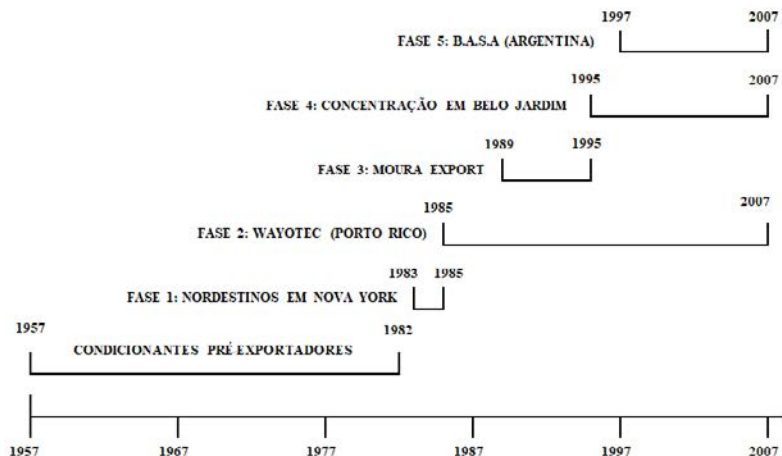 1997 2007
FASE 5: B.A.S.A (ARGENTINA)
1995 2007
FASE 4: CONCENTRAÇÃO EM BELO JARDIM
1989 1995
FASE 3: MOURA EXPORT
1985 2007
FASE 2: WAYOTEC (PORTO RICO)
1983 1985
FASE 1: NORDESTINOS EM NOVA YORK
1957 1982
CONDICIONANTES PRÉ-EXPORTADORES
1957 1967 1977 1987 1997 2007